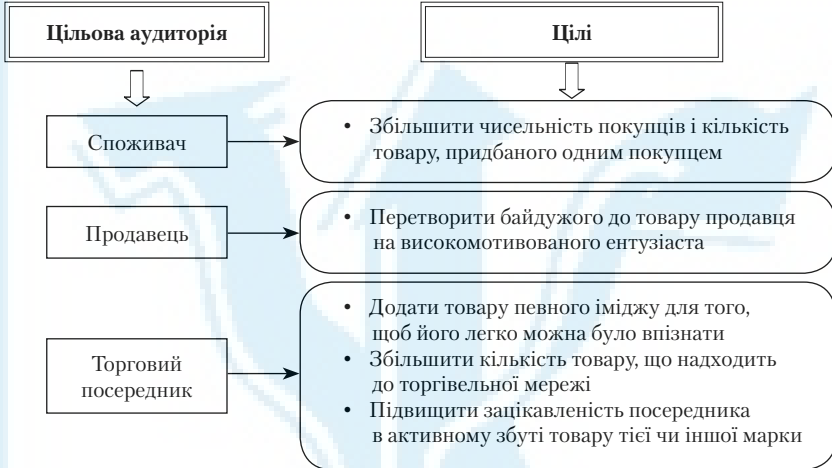 Цільова аудиторія
Цілі
Споживач
• Збільшити чисельність покупців і кількість
товару, придбаного одним покупцем
Продавець
• Перетворити байдужого до товару продавця
на високомотивованого ентузіаста
Торговий
посередник
• Додати товару певного іміджу для того,
щоб його легко можна було впізнати
• Збільшити кількість товару, що надходить
до торгівельної мережі
• Підвищити зацікавленість посередника
в активному збуті товару тієї чи іншої марки